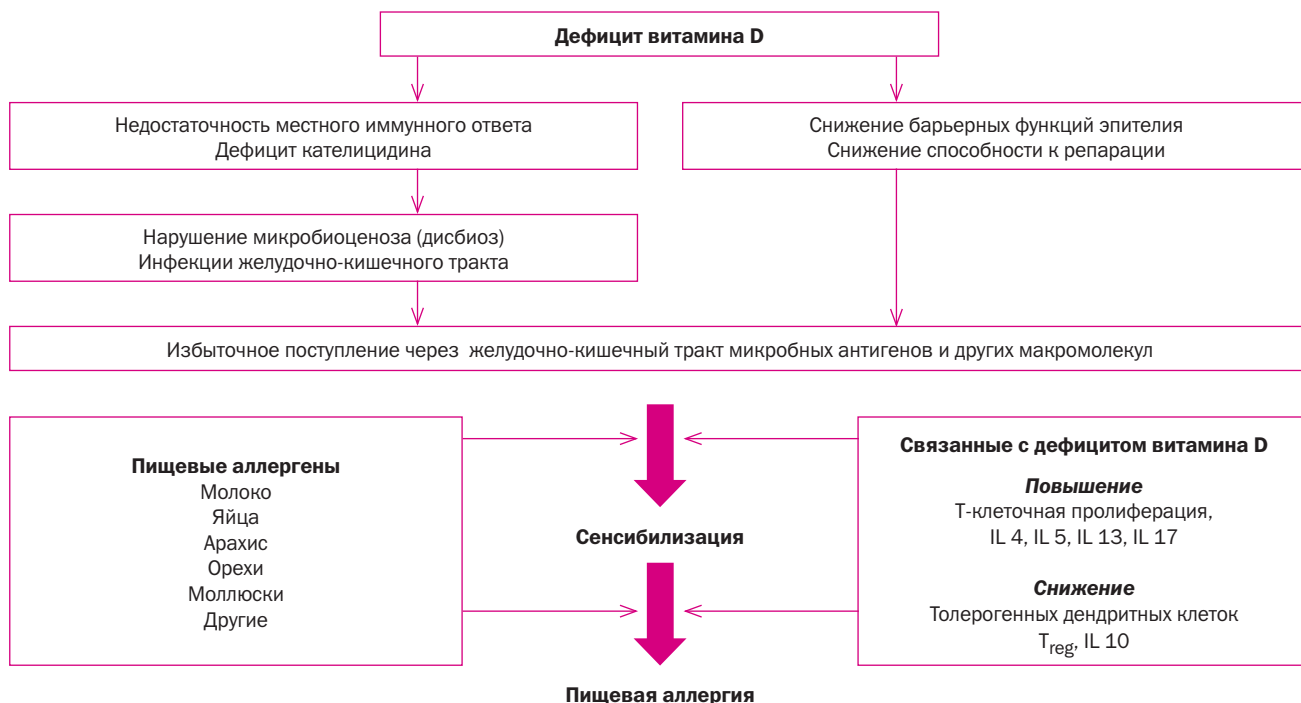 Дефицит витамина D
Недостаточность местного иммунного ответа
Дефицит кателицидина
Снижение барьерных функций эпителия
Снижение способности к репарации
Нарушение микробиоценоза (дисбиоз)
Инфекции желудочно-кишечного тракта
Избыточное поступление через желудочно-кишечный тракт микробных антигенов и других макромолекул
Пищевые аллергены
Молоко
Яйца
Арахис
Орехи
Моллюски
Другие
Сенсибилизация
Связанные с дефицитом витамина D
Повышение
Т-клеточная пролиферация,
IL 4, IL 5, IL 13, IL 17
Снижение
Толерогенных дендритных клеток
Treg, IL 10
Пищевая аллергия